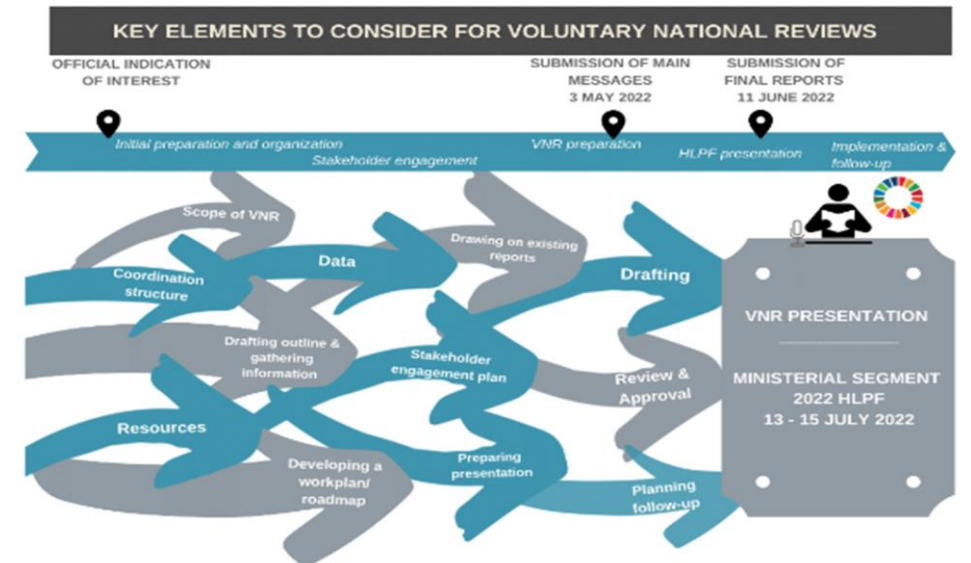 KEY ELEMENTS TO CONSIDER FOR VOLUNTARY NATIONAL REVIEWS
OFFICIAL INDICATION
OF INTEREST
SUBMISSION OF MAIN
MESSAGES
3 MAY 2022
SUBMISSION OF
FINAL REPORTS
11 JUNE 2022
Initial preparation and organization
Stakeholder engagement
VNR preparation
HLPF presentation
Implementation &
follow-up
Scope of VNR
Coordination
structure
Data
Drawing on existing
reports
Drafting
Drafting outline &
gathering
information
Stakeholder
engagement plan
Review &
Approval
Resources
Developing a
workplan/
roadmap
Preparing
presentation
Planning
follow-up
VNR PRESENTATION
MINISTERIAL SEGMENT
2022 HLPF
13 - 15 JULY 2022